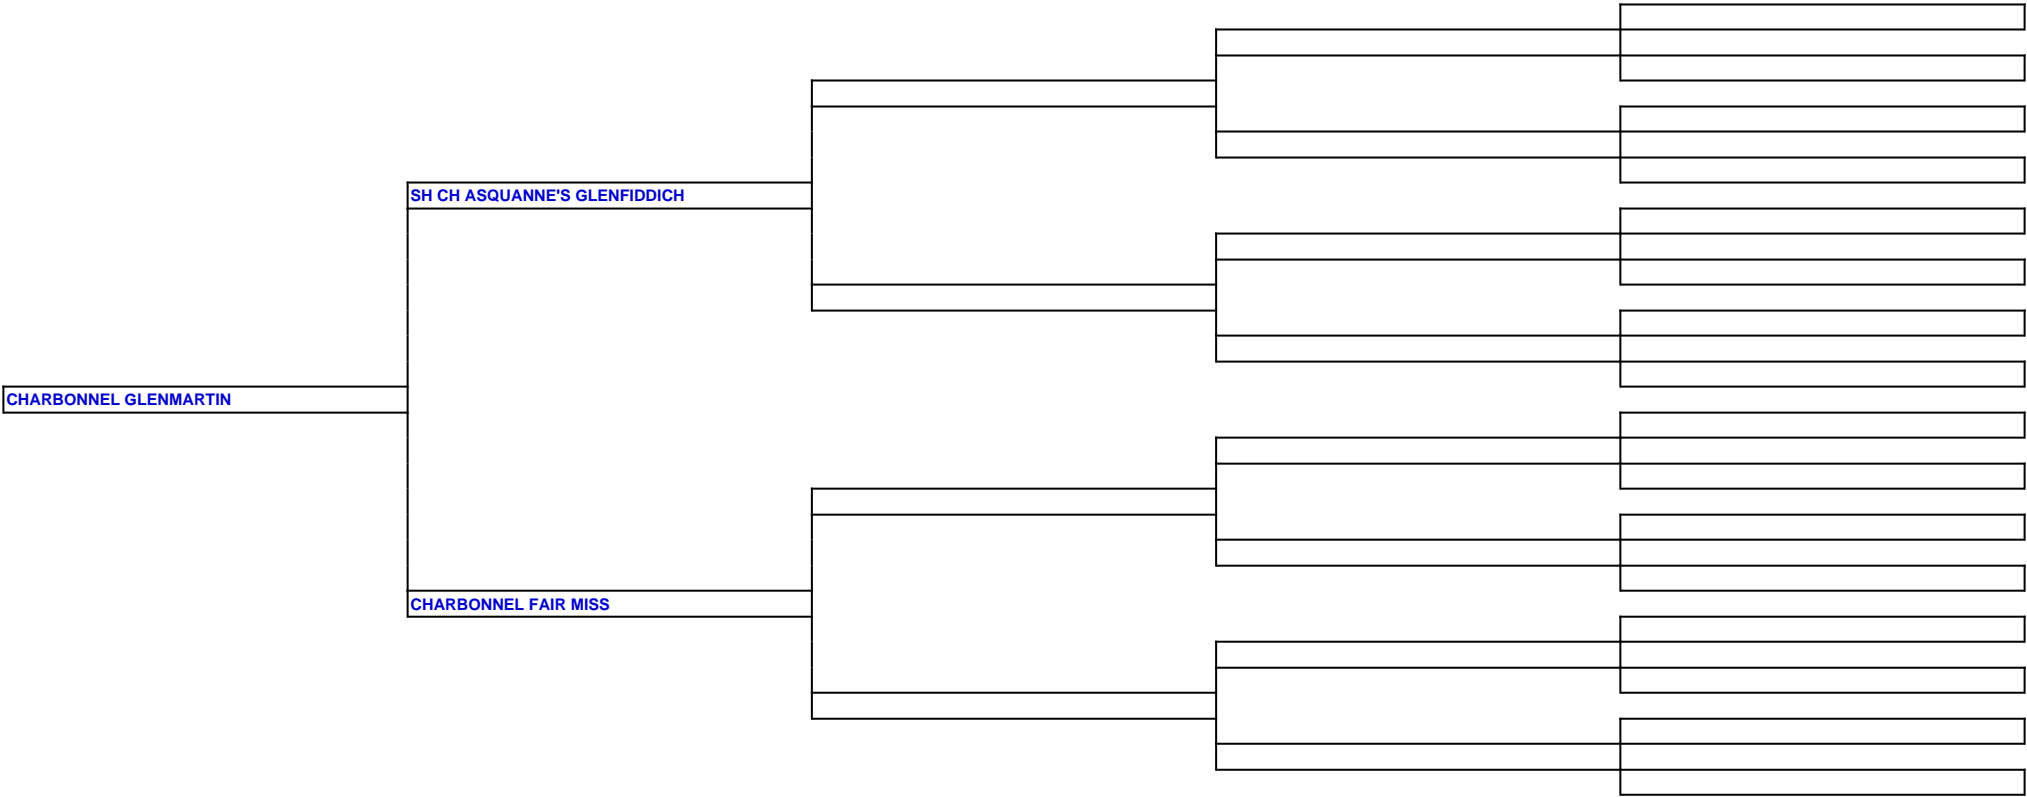 SH CH ASQUANNE'S GLENFIDDICH
CHARBONNEL GLENMARTIN
CHARBONNEL FAIR MISS